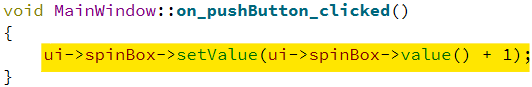 void MainWindow::on_pushButton_clicked()
{
    ui->spinBox->setValue(ui->spinBox->value() + 1);
}